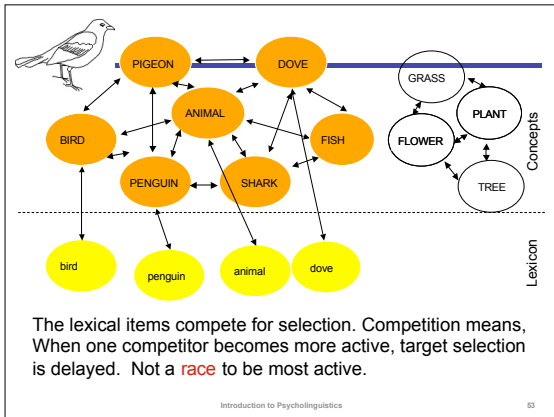 PIGEON
DOVE
GRASS
ANIMAL
PLANT
BIRD
FISH
FLOWER
PENGUIN
SHARK
TREE
Concepts
bird
penguin
animal
dove
Lexicon
The lexical items compete for selection. Competition means,
When one competitor becomes more active, target selection
is delayed. Not a race to be most active.
Introduction to Psycholinguistics
53